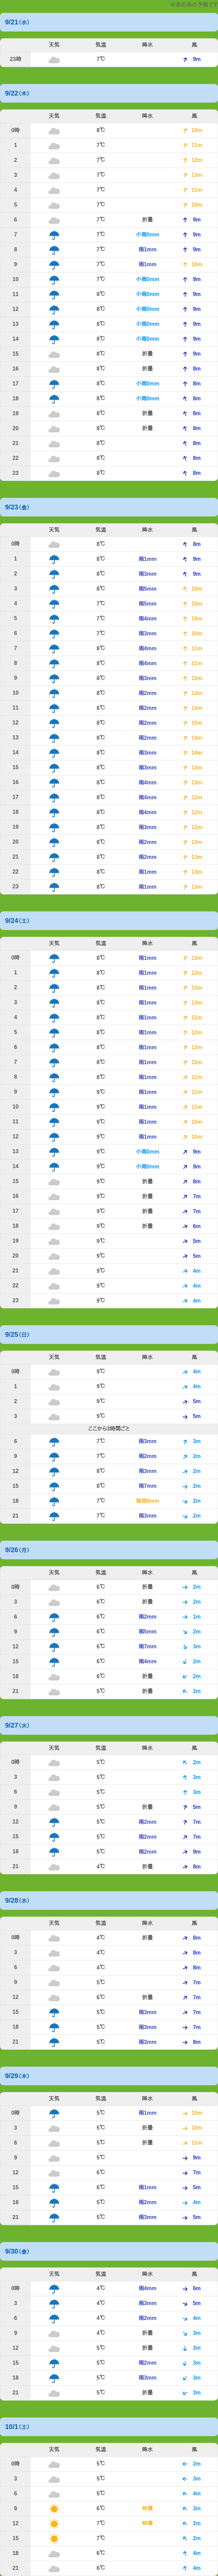 9/21(水)
天気 気温 降水 風
23時 7℃ 9m
9/22(木)
天気 気温 降水 風
0時 8℃ 10m
1 7℃ 11m
2 7℃ 12m
3 7℃ 13m
4 7℃ 11m
5 7℃ 10m
6 7℃ 折畳 9m
7 7℃ 小雨0mm 9m
8 7℃ 雨1mm 9m
9 7℃ 雨1mm 10m
10 7℃ 小雨0mm 9m
11 8℃ 小雨0mm 9m
12 8℃ 小雨0mm 9m
13 8℃ 小雨0mm 9m
14 8℃ 小雨0mm 9m
15 8℃ 折畳 9m
16 8℃ 折畳 8m
17 8℃ 小雨0mm 8m
18 8℃ 小雨0mm 8m
19 8℃ 折畳 8m
20 8℃ 折畳 8m
21 8℃ 8m
22 8℃ 8m
23 8℃ 8m
9/23(金)
天気 気温 降水 風
0時 8℃ 8m
1 8℃ 雨1mm 9m
2 8℃ 雨3mm 9m
3 8℃ 雨5mm 10m
4 7℃ 雨5mm 10m
5 7℃ 雨4mm 10m
6 7℃ 雨3mm 10m
7 8℃ 雨4mm 11m
8 8℃ 雨4mm 11m
9 8℃ 雨3mm 12m
10 8℃ 雨2mm 13m
11 8℃ 雨2mm 14m
12 8℃ 雨2mm 15m
13 8℃ 雨2mm 14m
14 8℃ 雨3mm 14m
15 8℃ 雨3mm 13m
16 8℃ 雨4mm 13m
17 8℃ 雨4mm 12m
18 8℃ 雨4mm 12m
19 8℃ 雨3mm 12m
20 8℃ 雨2mm 13m
21 8℃ 雨2mm 13m
22 8℃ 雨1mm 13m
23 8℃ 雨1mm 13m
9/24(土)
天気 気温 降水 風
0時 8℃ 雨1mm 13m
1 8℃ 雨1mm 13m
2 8℃ 雨1mm 13m
3 8℃ 雨1mm 13m
4 8℃ 雨1mm 12m
5 8℃ 雨1mm 12m
6 8℃ 雨1mm 12m
7 8℃ 雨1mm 12m
8 8℃ 雨1mm 11m
9 9℃ 雨1mm 11m
10 9℃ 雨1mm 11m
11 9℃ 雨1mm 10m
12 9℃ 雨1mm 10m
13 9℃ 小雨0mm 9m
14 9℃ 小雨0mm 9m
15 9℃ 折畳 8m
16 9℃ 折畳 7m
17 9℃ 折畳 7m
18 9℃ 折畳 6m
19 9℃ 5m
20 9℃ 5m
21 9℃ 4m
22 9℃ 4m
23 9℃ 4m
9/25(日)
天気 気温 降水 風
0時 9℃ 4m
1 9℃ 4m
2 9℃ 5m
3 9℃ 5m
ここから3時間ごと
6 7℃ 雨3mm 3m
9 7℃ 雨2mm 2m
12 8℃ 雨3mm 2m
15 8℃ 雨7mm 2m
18 7℃ 2m
21 7℃ 雨3mm 2m
9/26(月)
天気 気温 降水 風
0時 6℃ 折畳 2m
3 6℃ 折畳 2m
6 6℃ 雨2mm 1m
9 6℃ 雨5mm 2m
12 6℃ 雨7mm 3m
15 6℃ 雨4mm 2m
18 6℃ 折畳 2m
21 5℃ 折畳 2m
9/27(火)
天気 気温 降水 風
0時 5℃ 2m
3 5℃ 3m
6 5℃ 3m
9 5℃ 折畳 5m
12 5℃ 雨2mm 7m
15 5℃ 雨2mm 7m
18 5℃ 雨2mm 9m
21 4℃ 折畳 8m
9/28(水)
天気 気温 降水 風
0時 4℃ 折畳 8m
3 4℃ 8m
6 4℃ 8m
9 5℃ 7m
12 6℃ 折畳 7m
15 5℃ 雨3mm 7m
18 5℃ 雨3mm 7m
21 5℃ 雨3mm 8m
9/29(木)
天気 気温 降水 風
0時 5℃ 雨1mm 10m
3 5℃ 折畳 10m
6 5℃ 折畳 11m
9 5℃ 9m
12 6℃ 7m
15 6℃ 雨1mm 5m
18 5℃ 雨2mm 4m
21 5℃ 雨3mm 5m
9/30(金)
天気 気温 降水 風
0時 4℃ 雨4mm 6m
3 4℃ 雨3mm 5m
6 4℃ 雨2mm 4m
9 4℃ 折畳 3m
12 5℃ 折畳 3m
15 5℃ 雨2mm 3m
18 5℃ 雨3mm 3m
21 5℃ 折畳 3m
10/1(土)
天気 気温 降水 風
0時 5℃ 2m
3 5℃ 3m
6 5℃ 4m
9 6℃ 快晴 3m
12 7℃ 快晴 2m
15 7℃ 2m
18 6℃ 4m
21 6℃ 4m